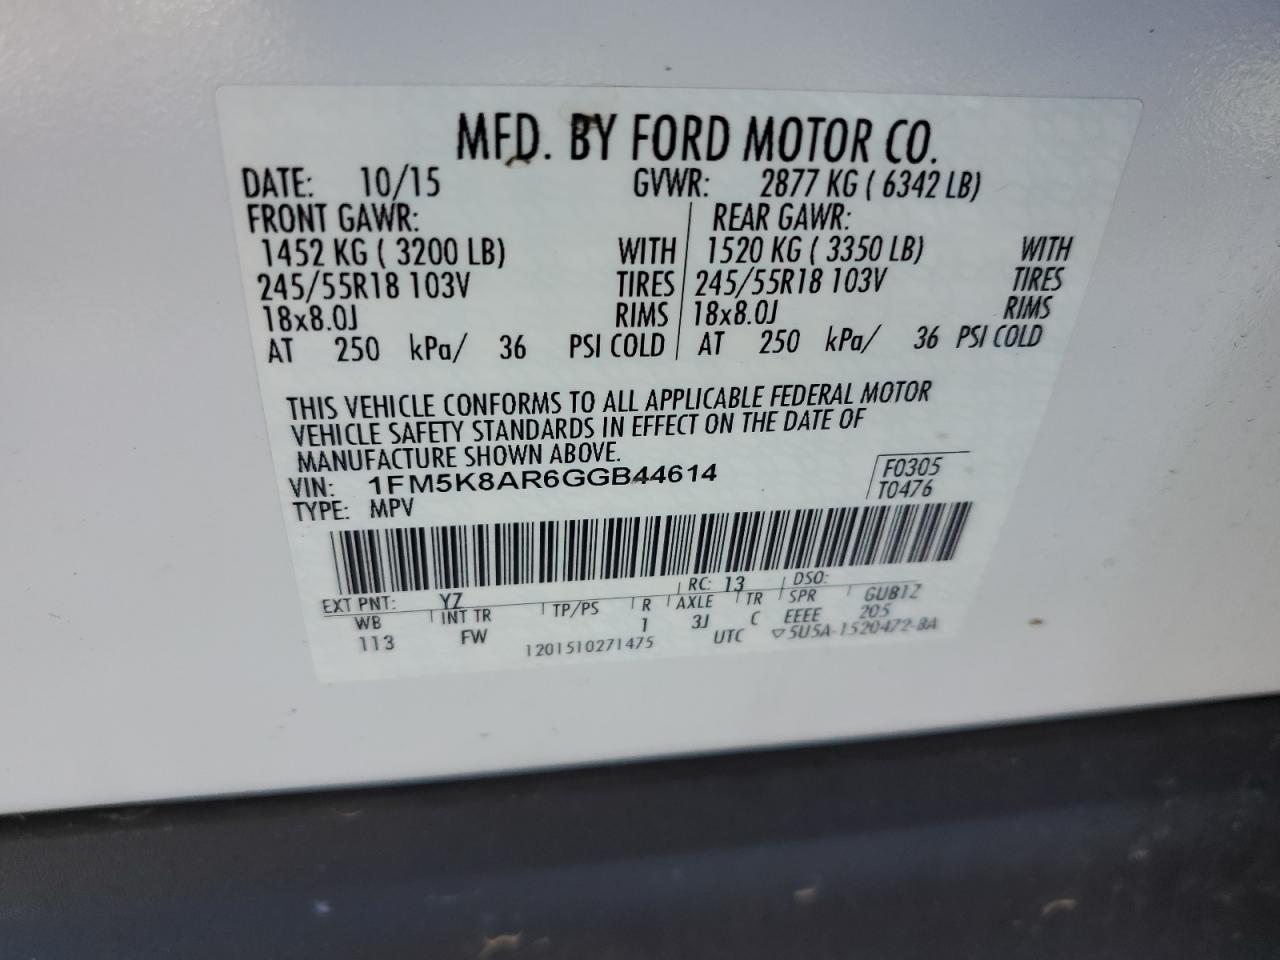 MFD. BY FORD MOTOR CO.
DATE: 10/15 GVWR: 2877 KG ( 6342 LB)
FRONT GAWR: REAR GAWR:
1452 KG ( 3200 LB) WITH 1520 KG ( 3350 LB) WITH
245/55R18 103V TIRES 245/55R18 103V TIRES
18x8.0J RIMS 18x8.0J RIMS
AT 250 kPa/ 36 PSI COLD AT 250 kPa/ 36 PSI COLD
THIS VEHICLE CONFORMS TO ALL APPLICABLE FEDERAL MOTOR
VEHICLE SAFETY STANDARDS IN EFFECT ON THE DATE OF
MANUFACTURE SHOWN ABOVE.
VIN: 1FM5K8AR6GGB44614 F0305
TYPE: MPV T0476
RC: 13 DSO:
EXT PNT: YZ
WB INT TR TP/PS R AXLE TR SPR GUB1Z
113 FW 1 3J C EEEE 205
1201510271475 UTC ▽5U5A-1520472-BA